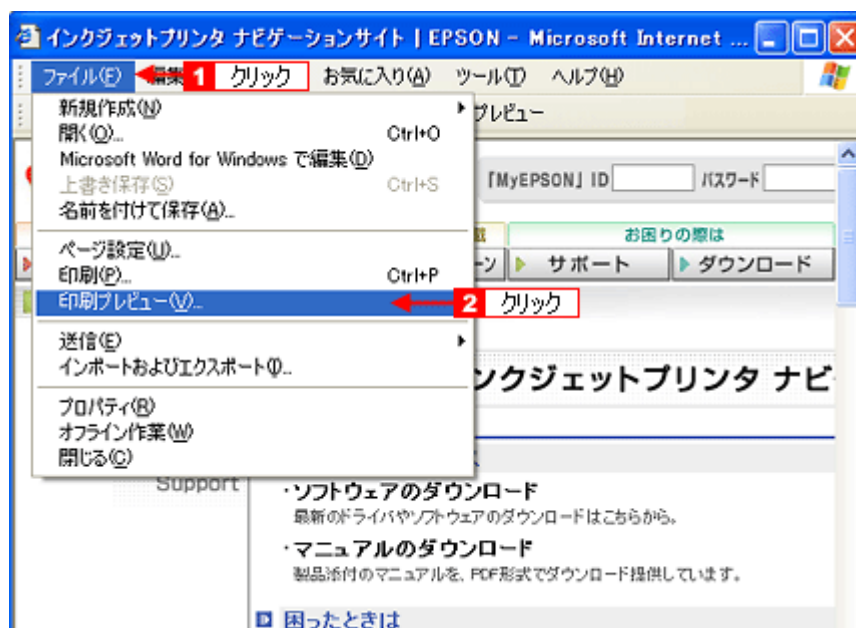 インクジェットプリンタ ナビゲーションサイト | EPSON - Microsoft Internet ...
ファイル(F) 編集 1 クリック お気に入り(A) ツール(T) ヘルプ(H)
新規作成(N)
プレビュー
開く(O)... Ctrl+O
Microsoft Word for Windows で編集(D)
上書き保存(S) Ctrl+S
「MyEPSON」 ID パスワード
名前を付けて保存(A)...
お困りの際は
ページ設定(U)...
ーン サポート ダウンロード
印刷(P)... Ctrl+P
印刷プレビュー(V)... 2 クリック
送信(E)
インポートおよびエクスポート(I)...
ンクジェットプリンタ ナビ
プロパティ(R)
オフライン作業(W)
閉じる(C)
Support
・ソフトウェアのダウンロード
最新のドライバやソフトウェアのダウンロードはこちらから。
・マニュアルのダウンロード
製品添付のマニュアルを、PDF形式でダウンロード提供しています。
困ったときは